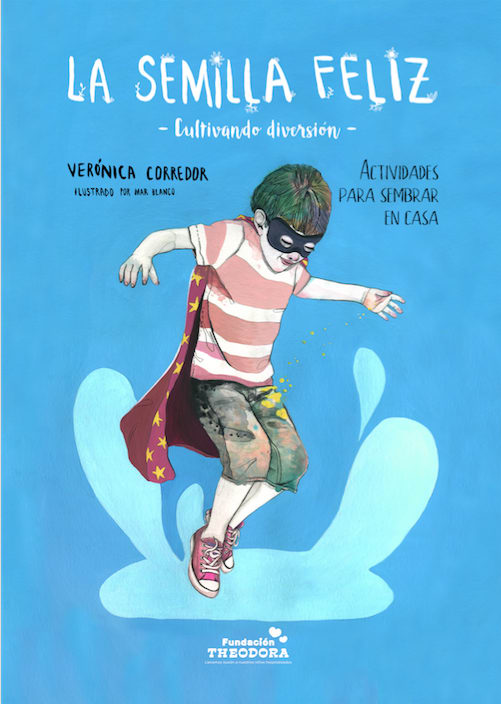 LA SEMILLA FELIZ
- Cultivando diversión -
VERÓNICA CORREDOR
ILUSTRADO POR MAR BLANCO
ACTIVIDADES
PARA SEMBRAR
EN CASA
Fundación
THEODORA